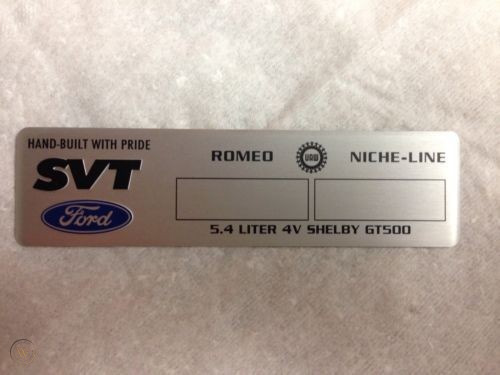 HAND-BUILT WITH PRIDE
SVT
Ford
ROMEO UAW NICHE-LINE
5.4 LITER 4V SHELBY GT500